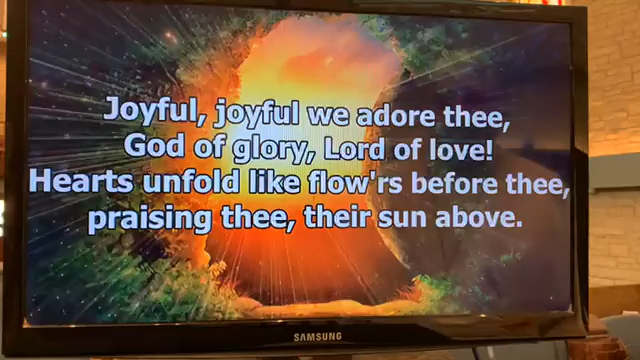 Joyful, joyful we adore thee,
God of glory, Lord of love!
Hearts unfold like flow'rs before thee,
praising thee, their sun above.
SAMSUNG